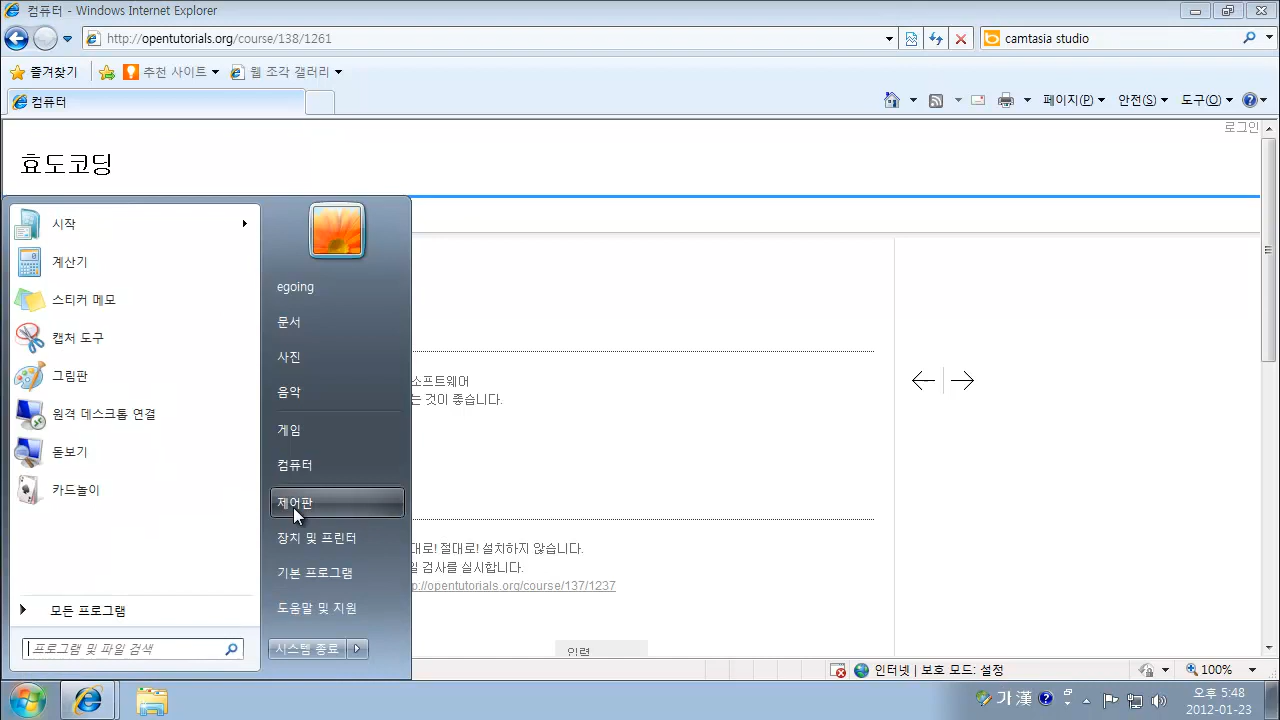 컴퓨터 - Windows Internet Explorer
http://opentutorials.org/course/138/1261
camtasia studio
즐겨찾기
추천 사이트
웹 조각 갤러리
컴퓨터
페이지(P)
안전(S)
도구(O)
로그인
효도코딩
시작
계산기
스티커 메모
캡처 도구
그림판
원격 데스크톱 연결
돋보기
카드놀이
모든 프로그램
프로그램 및 파일 검색
egoing
문서
사진
음악
게임
컴퓨터
제어판
장치 및 프린터
기본 프로그램
도움말 및 지원
시스템 종료
소프트웨어
는 것이 좋습니다.
대로! 절대로! 설치하지 않습니다.
일 검사를 실시합니다.
p://opentutorials.org/course/137/1237
인터넷 | 보호 모드: 설정
100%
가 漢
오후 5:48
2012-01-23